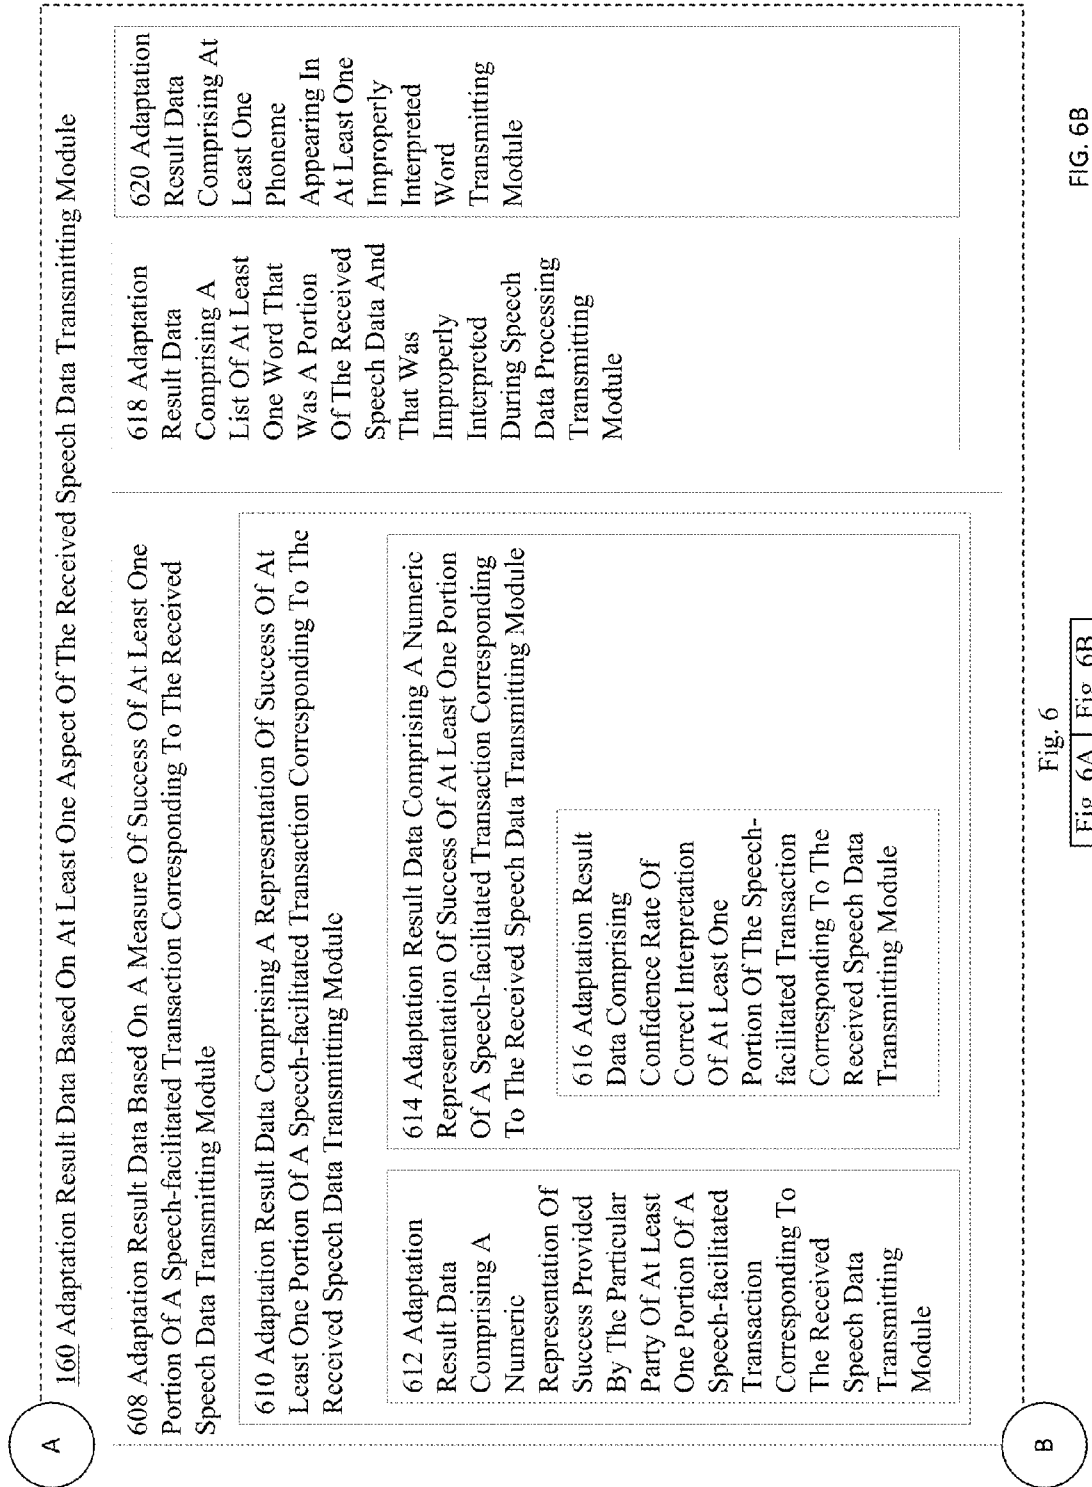 160 Adaptation Result Data Based On At Least One Aspect Of The Received Speech Data Transmitting Module
A
608 Adaptation Result Data Based On A Measure Of Success Of At Least One
Portion Of A Speech-facilitated Transaction Corresponding To The Received
Speech Data Transmitting Module
610 Adaptation Result Data Comprising A Representation Of Success Of At
Least One Portion Of A Speech-facilitated Transaction Corresponding To The
Received Speech Data Transmitting Module
612 Adaptation
Result Data
Comprising A
Numeric
Representation Of
Success Provided
By The Particular
Party Of At Least
One Portion Of A
Speech-facilitated
Transaction
Corresponding To
The Received
Speech Data
Transmitting
Module
614 Adaptation Result Data Comprising A Numeric
Representation Of Success Of At Least One Portion
Of A Speech-facilitated Transaction Corresponding
To The Received Speech Data Transmitting Module
616 Adaptation Result
Data Comprising
Confidence Rate Of
Correct Interpretation
Of At Least One
Portion Of The Speech-
facilitated Transaction
Corresponding To The
Received Speech Data
Transmitting Module
618 Adaptation
Result Data
Comprising A
List Of At Least
One Word That
Was A Portion
Of The Received
Speech Data And
That Was
Improperly
Interpreted
During Speech
Data Processing
Transmitting
Module
620 Adaptation
Result Data
Comprising At
Least One
Phoneme
Appearing In
At Least One
Improperly
Interpreted
Word
Transmitting
Module
B
Fig. 6
Fig. 6A Fig. 6B
FIG. 6B